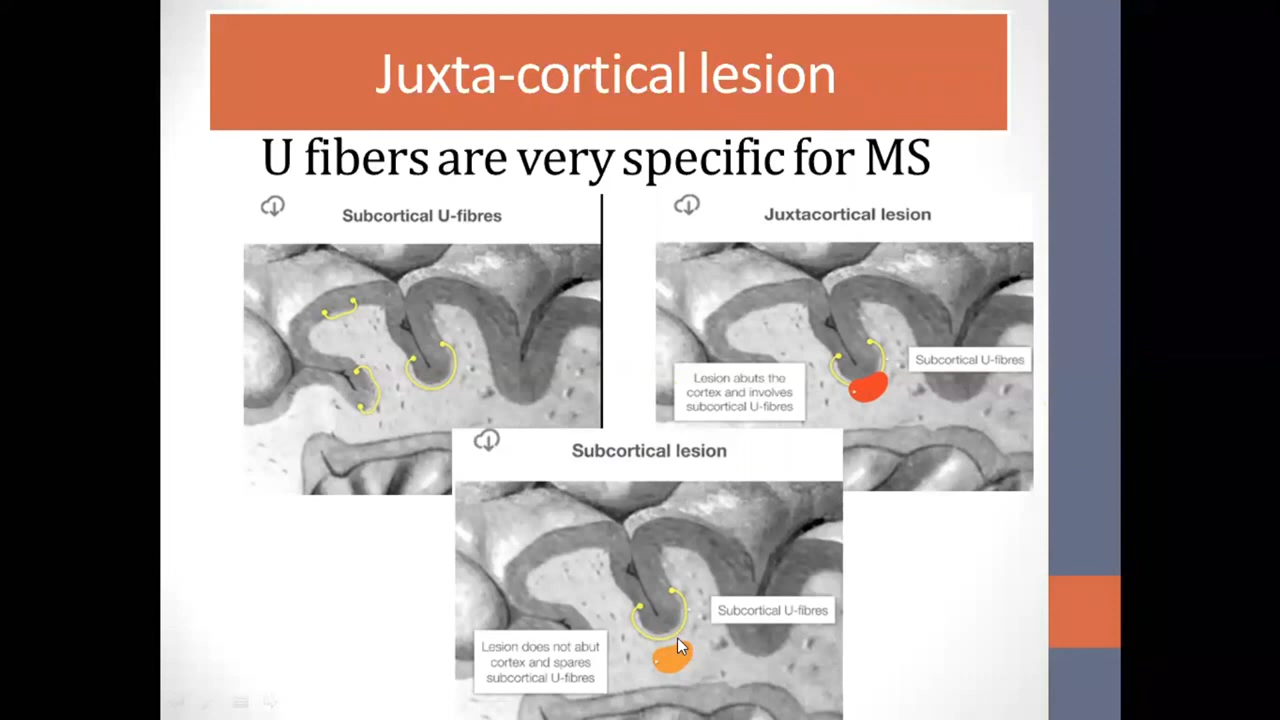 Juxta-cortical lesion
U fibers are very specific for MS
Subcortical U-fibres
Juxtacortical lesion
Subcortical U-fibres
Lesion abuts the
cortex and involves
subcortical U-fibres
Subcortical lesion
Subcortical U-fibres
Lesion does not abut
cortex and spares
subcortical U-fibres